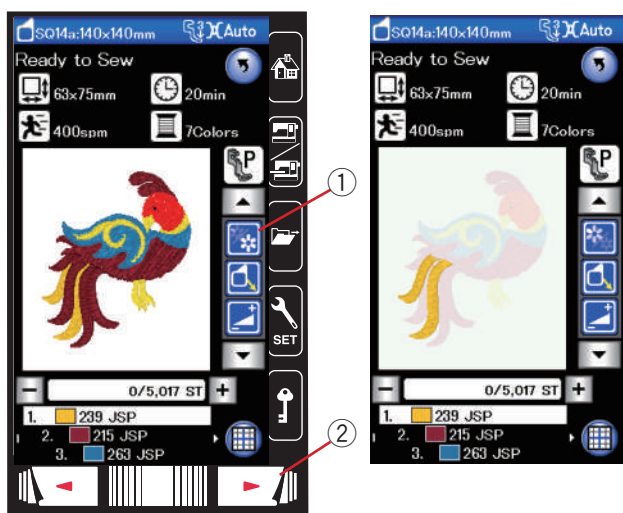 SQ14a:140x140mm Auto
Ready to Sew
63x75mm 20min
400spm 7Colors
P
0/5,017 ST
1. 239 JSP
2. 215 JSP
3. 263 JSP
SET
1
2
SQ14a:140x140mm Auto
Ready to Sew
63x75mm 20min
400spm 7Colors
P
0/5,017 ST
1. 239 JSP
2. 215 JSP
3. 263 JSP